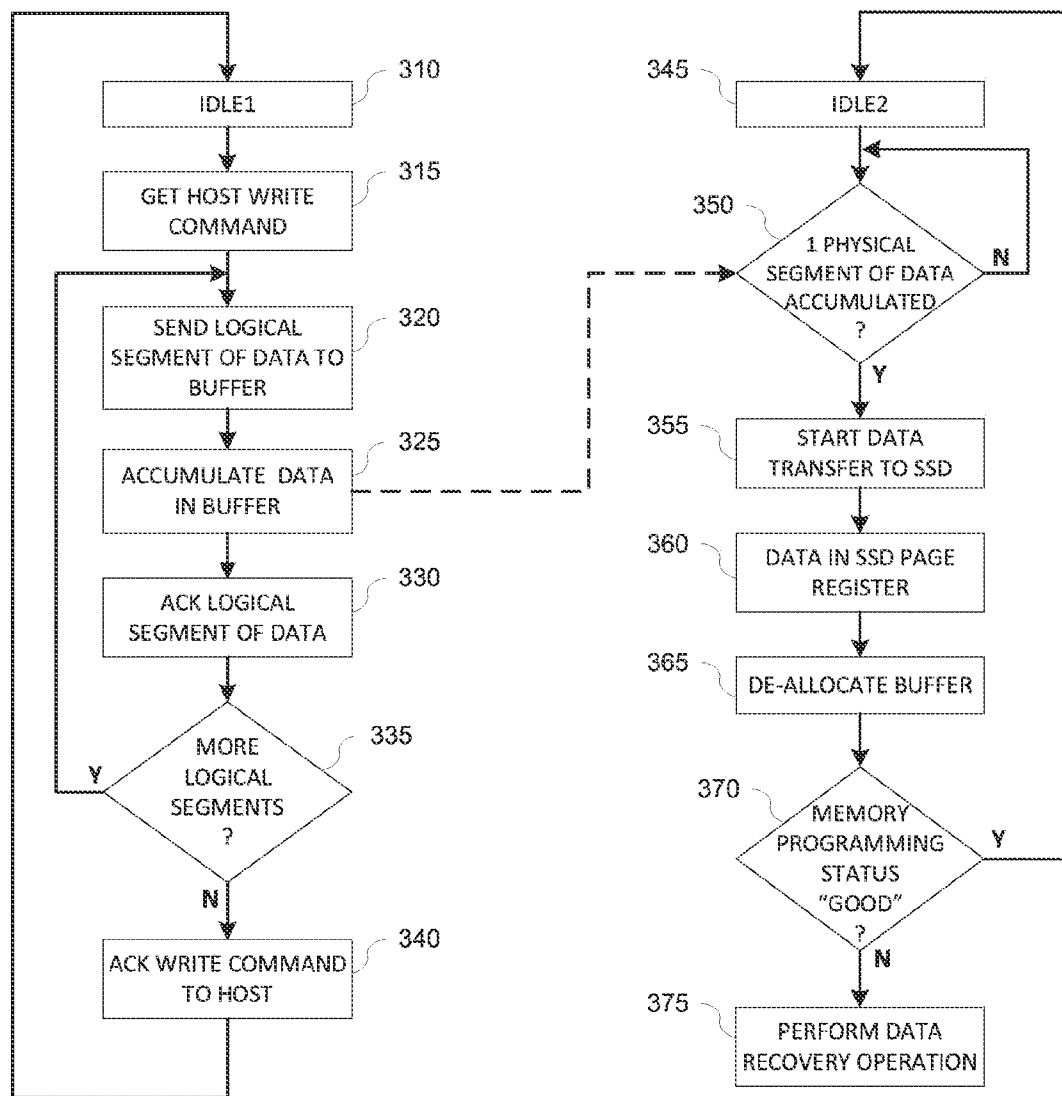 310
IDLE1
315
GET HOST WRITE
COMMAND
320
SEND LOGICAL
SEGMENT OF DATA TO
BUFFER
325
ACCUMULATE DATA
IN BUFFER
330
ACK LOGICAL
SEGMENT OF DATA
335
MORE
LOGICAL
SEGMENTS
?
Y
N
340
ACK WRITE COMMAND
TO HOST
345
IDLE2
350
1 PHYSICAL
SEGMENT OF DATA
ACCUMULATED
?
N
Y
355
START DATA
TRANSFER TO SSD
360
DATA IN SSD PAGE
REGISTER
365
DE-ALLOCATE BUFFER
370
MEMORY
PROGRAMMING
STATUS
"GOOD"
?
Y
N
375
PERFORM DATA
RECOVERY OPERATION